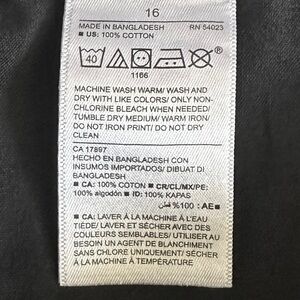 16
MADE IN BANGLADESH RN 54023
■ US: 100% COTTON
40
1166
MACHINE WASH WARM/ WASH AND
DRY WITH LIKE COLORS/ ONLY NON-
CHLORINE BLEACH WHEN NEEDED/
TUMBLE DRY MEDIUM/ WARM IRON/
DO NOT IRON PRINT/ DO NOT DRY
CLEAN
CA 17897
HECHO EN BANGLADESH CON
INSUMOS IMPORTADOS/ DIBUAT DI
BANGLADESH
■ CA: 100% COTON ■ CR/CL/MX/PE:
100% algodón ■ ID: 100% KAPAS
%100 قطن :AE ■
■ CA: LAVER À LA MACHINE À L'EAU
TIÈDE/ LAVER ET SÉCHER AVEC DES
COULEURS SEMBLABLES/ UTILISER AU
BESOIN UN AGENT DE BLANCHIMENT
SANS CHLORE UNIQUEMENT/ SÉCHER
À LA MACHINE À TEMPÉRATURE